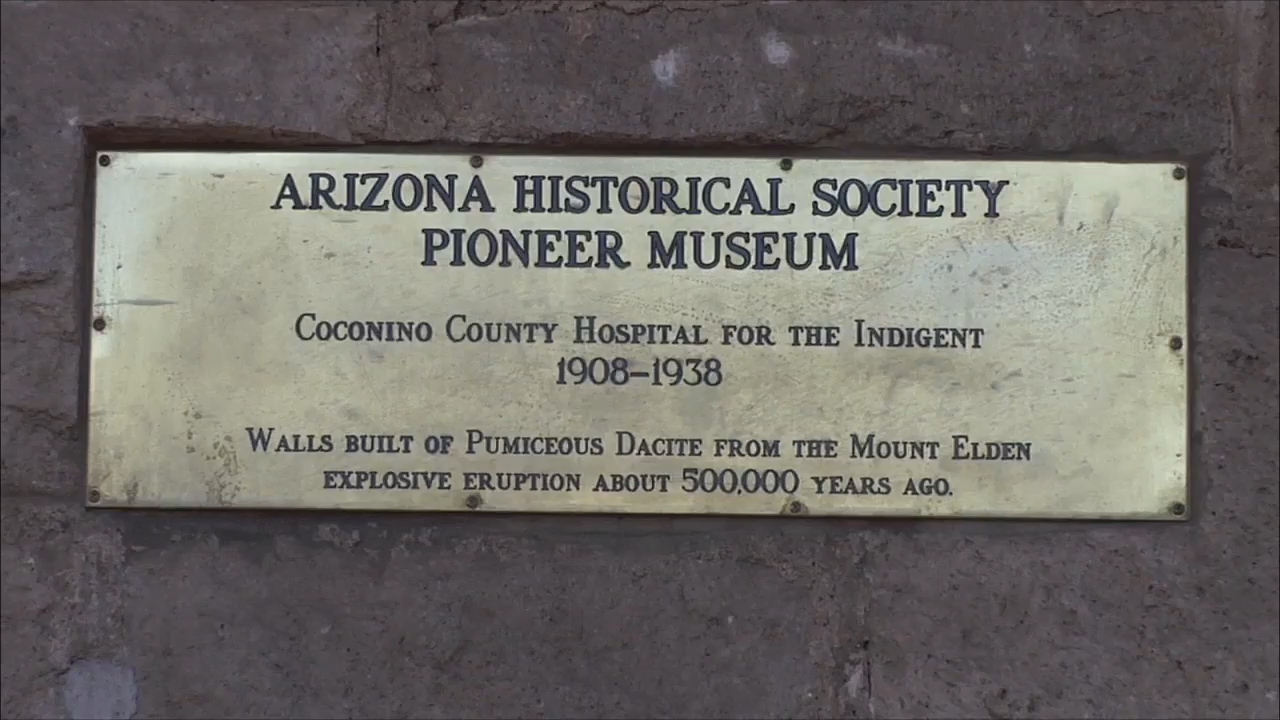 ARIZONA HISTORICAL SOCIETY
PIONEER MUSEUM
COCONINO COUNTY HOSPITAL FOR THE INDIGENT
1908–1938
WALLS BUILT OF PUMICEOUS DACITE FROM THE MOUNT ELDEN
EXPLOSIVE ERUPTION ABOUT 500,000 YEARS AGO.